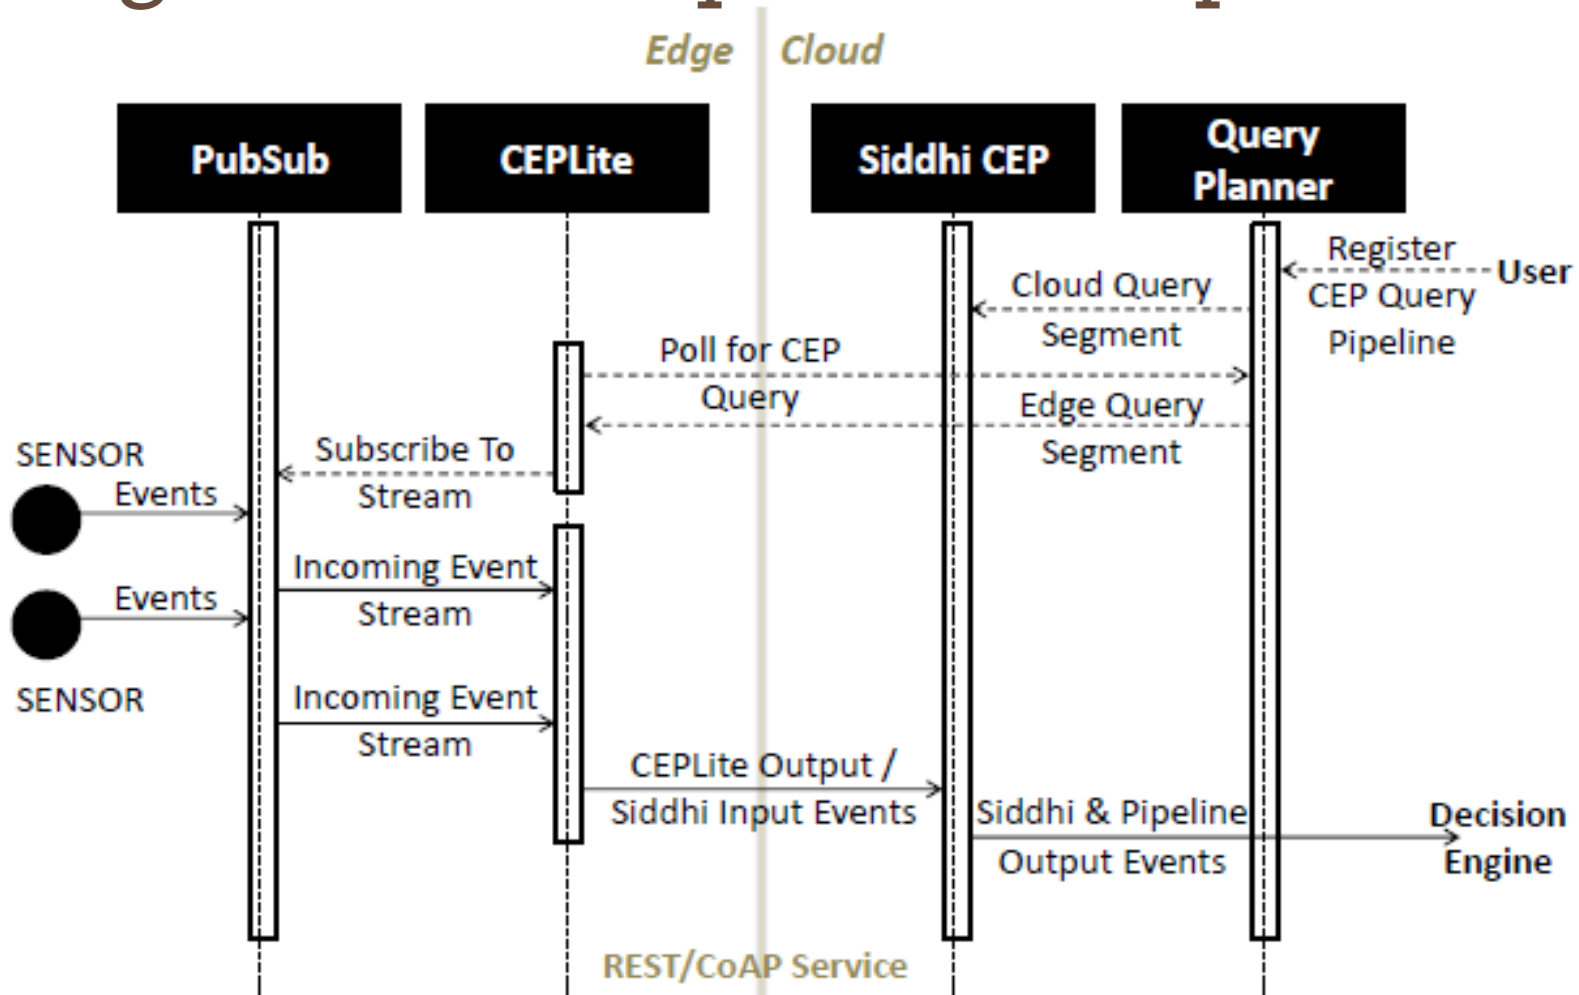 Edge
Cloud
PubSub
CEPLite
Siddhi CEP
Query
Planner
Register
CEP Query
Pipeline
User
Cloud Query
Segment
Poll for CEP
Query
Edge Query
Segment
Subscribe To
Stream
SENSOR
Events
Incoming Event
Stream
Events
SENSOR
Incoming Event
Stream
CEPLite Output /
Siddhi Input Events
Siddhi & Pipeline
Output Events
Decision
Engine
REST/CoAP Service